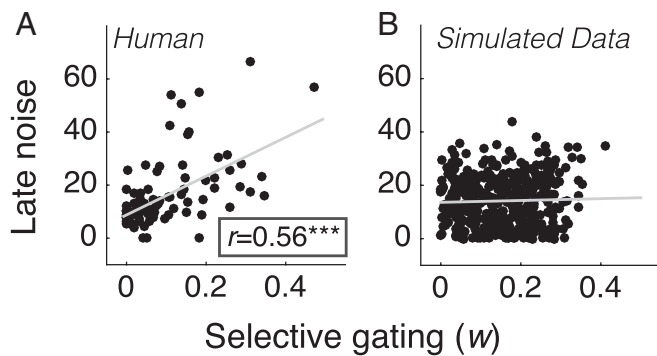 A
Human
B
Simulated Data
Late noise
60
40
20
0
r=0.56***
0
0.2
0.4
60
40
20
0
0
0.2
0.4
Selective gating (w)